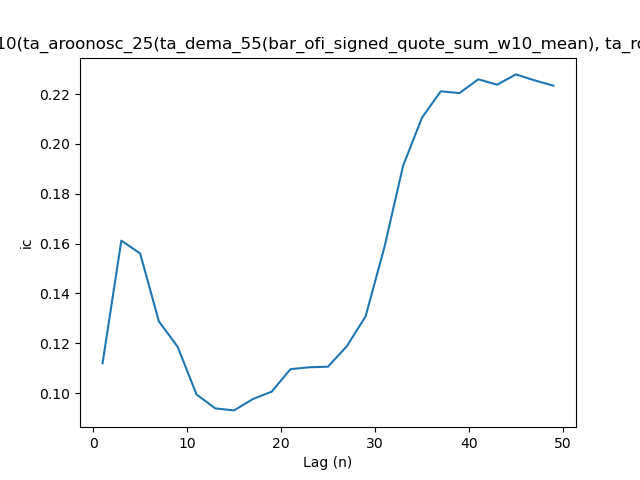 10(ta_aroonosc_25(ta_dema_55(bar_ofi_signed_quote_sum_w10_mean), ta_ro
0.22
0.20
0.18
0.16
0.14
0.12
0.10
ic
0 10 20 30 40 50
Lag (n)